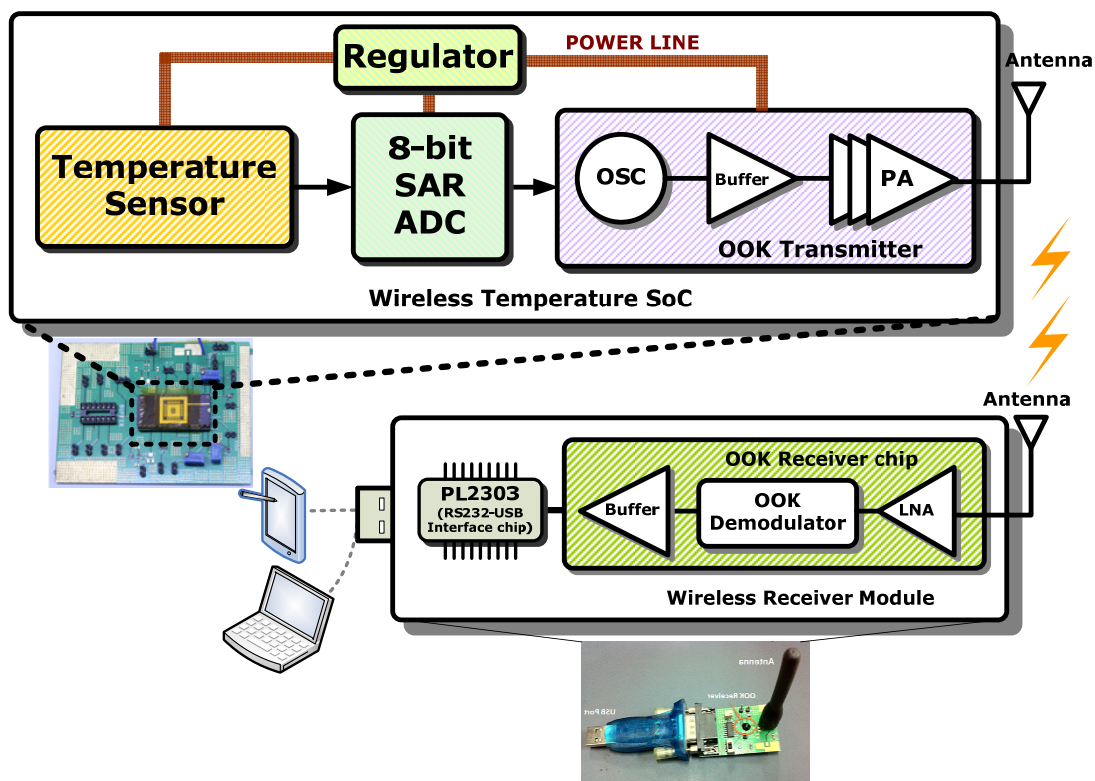 Regulator
POWER LINE
Antenna
Temperature
Sensor
8-bit
SAR
ADC
OSC
Buffer
PA
OOK Transmitter
Wireless Temperature SoC
Antenna
OOK Receiver chip
PL2303
(RS232-USB
Interface chip)
Buffer
OOK
Demodulator
LNA
Wireless Receiver Module
Antenna
OOK Receiver
USB Port